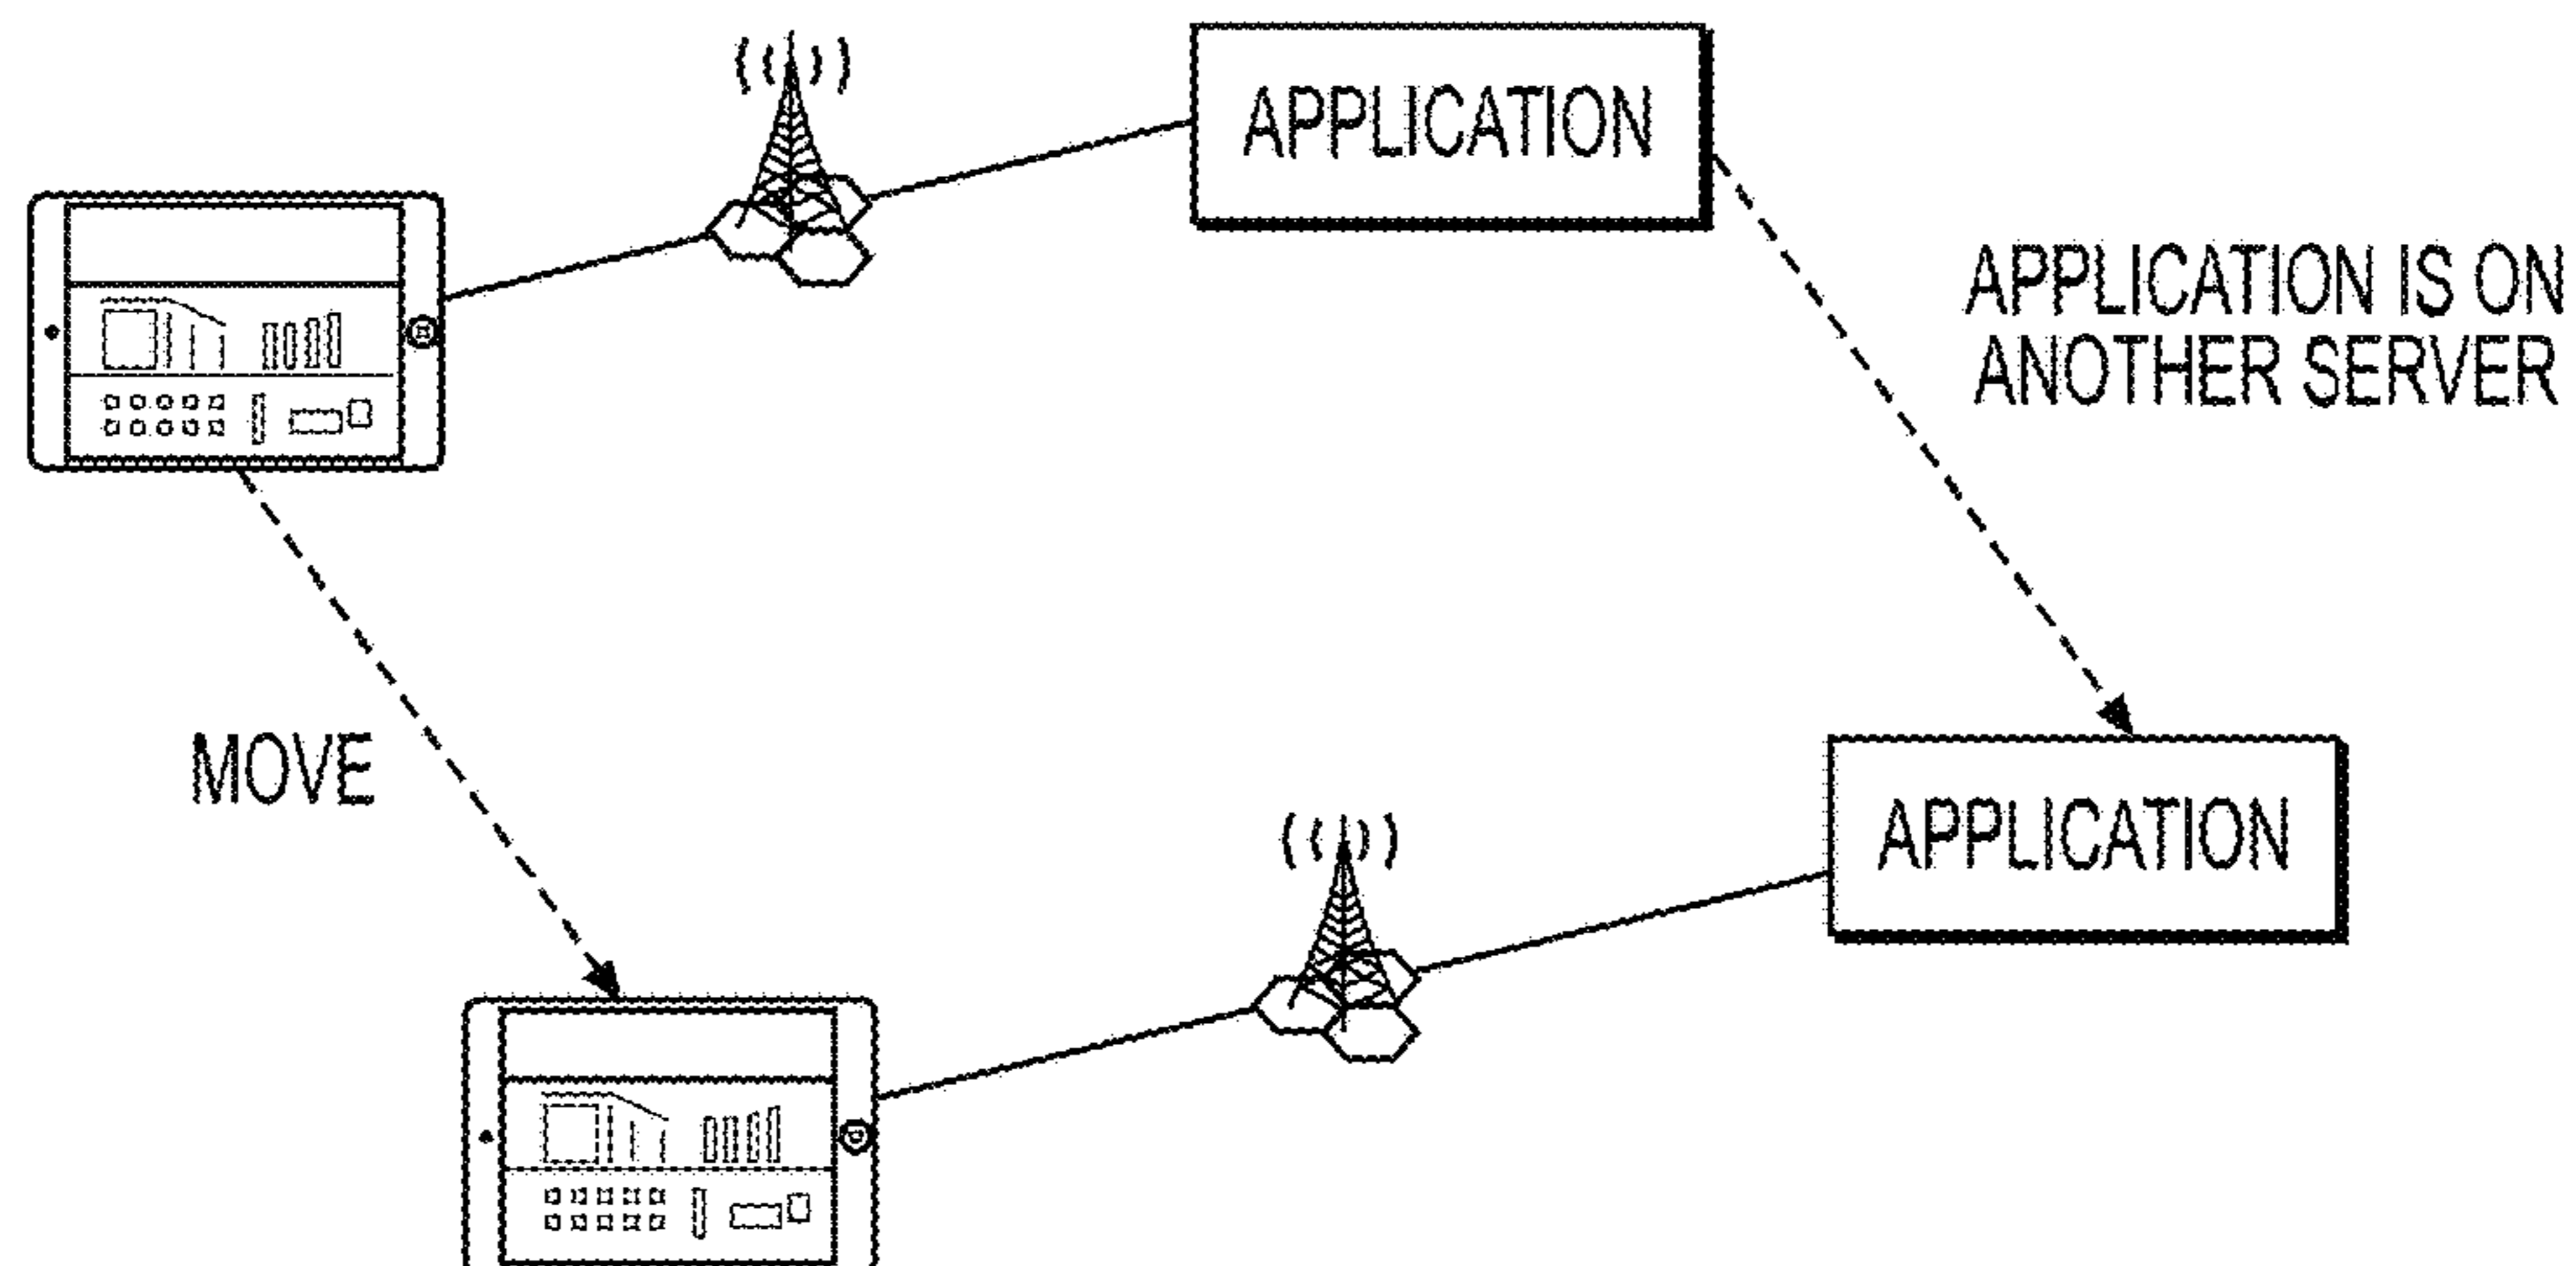 APPLICATION
APPLICATION IS ON
ANOTHER SERVER
MOVE
APPLICATION